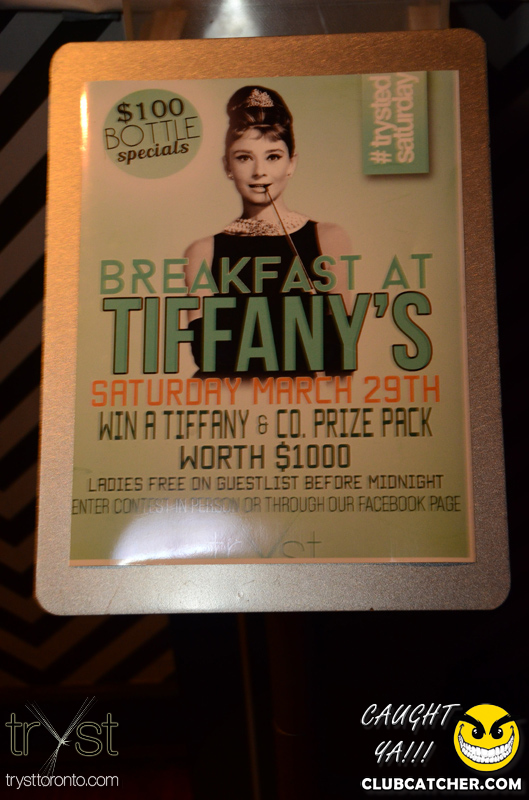 $100
BOTTLE
specials
#trysted
saturday
BREAKFAST AT
TIFFANY'S
SATURDAY MARCH 29TH
WIN A TIFFANY & CO. PRIZE PACK
WORTH $1000
LADIES FREE ON GUESTLIST BEFORE MIDNIGHT
ENTER CONTEST IN PERSON OR THROUGH OUR FACEBOOK PAGE
tryst
tryst
trysttoronto.com
CAUGHT
YA!!!
CLUBCATCHER.COM